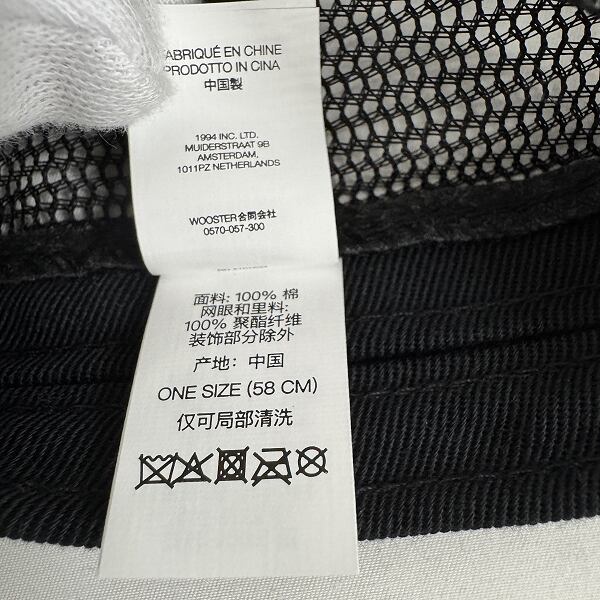 FABRIQUÉ EN CHINE
PRODOTTO IN CINA
中国製
1994 INC. LTD.
MUIDERSTRAAT 9B
AMSTERDAM,
1011PZ NETHERLANDS
WOOSTER合同会社
0570-057-300
面料: 100% 棉
网眼和里料:
100% 聚酯纤维
装饰部分除外
产地: 中国
ONE SIZE (58 CM)
仅可局部清洗